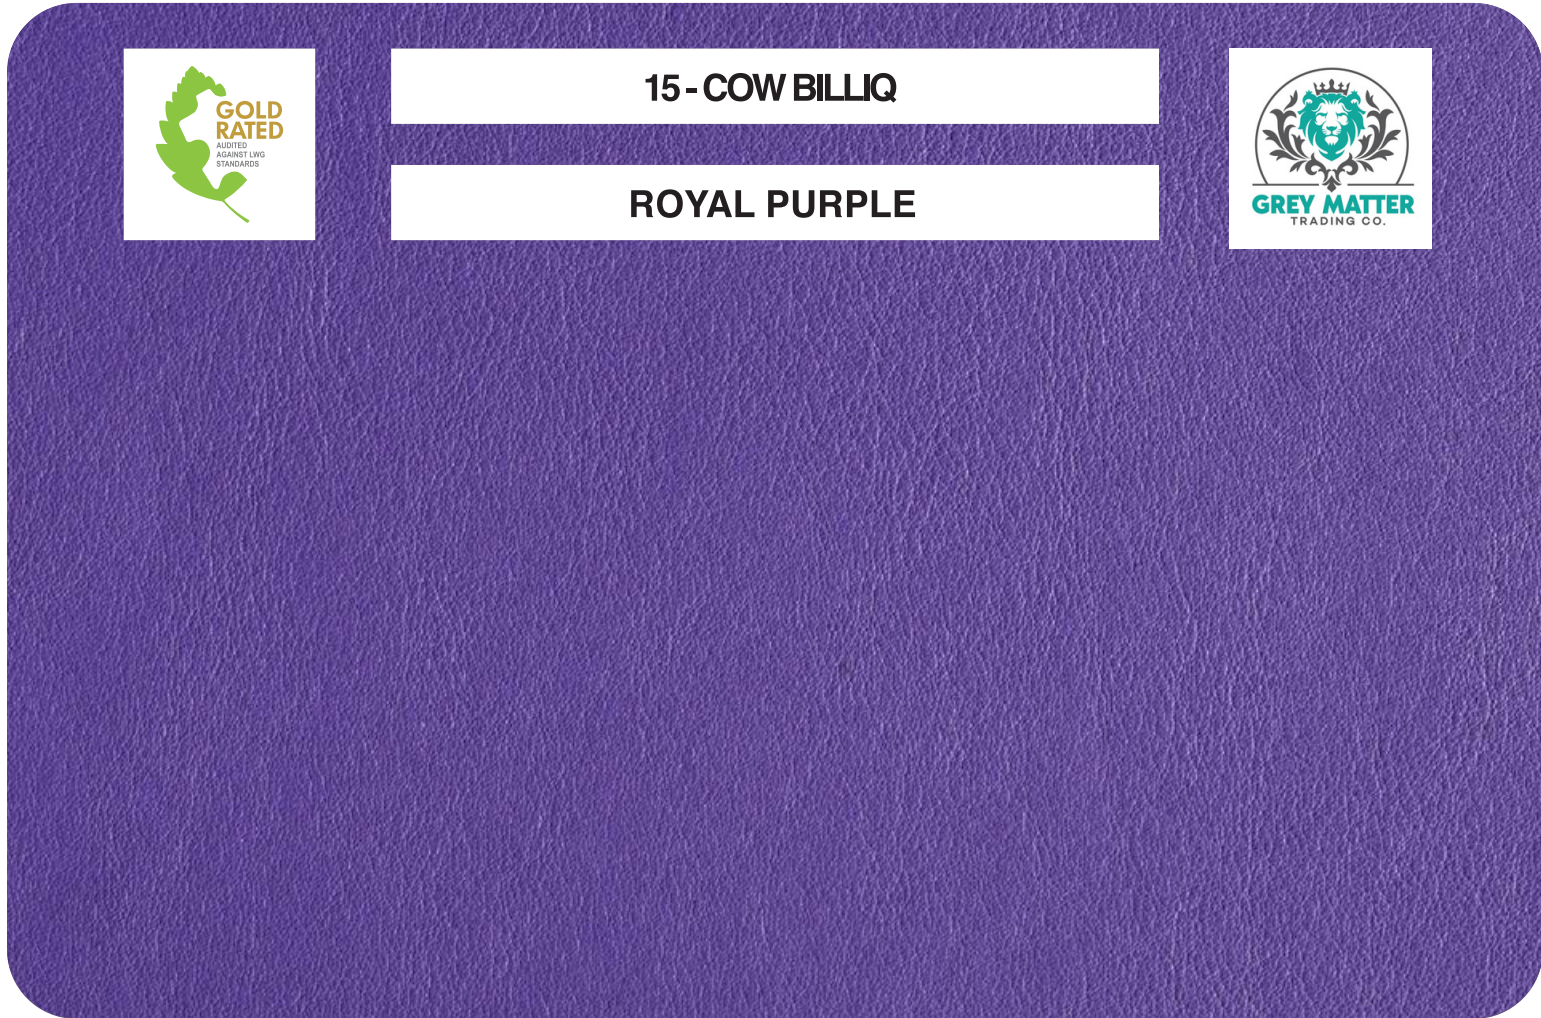 GOLD
RATED
AUDITED
AGAINST LWG
STANDARDS
15 - COW BILLIQ
ROYAL PURPLE
GREY MATTER
TRADING CO.